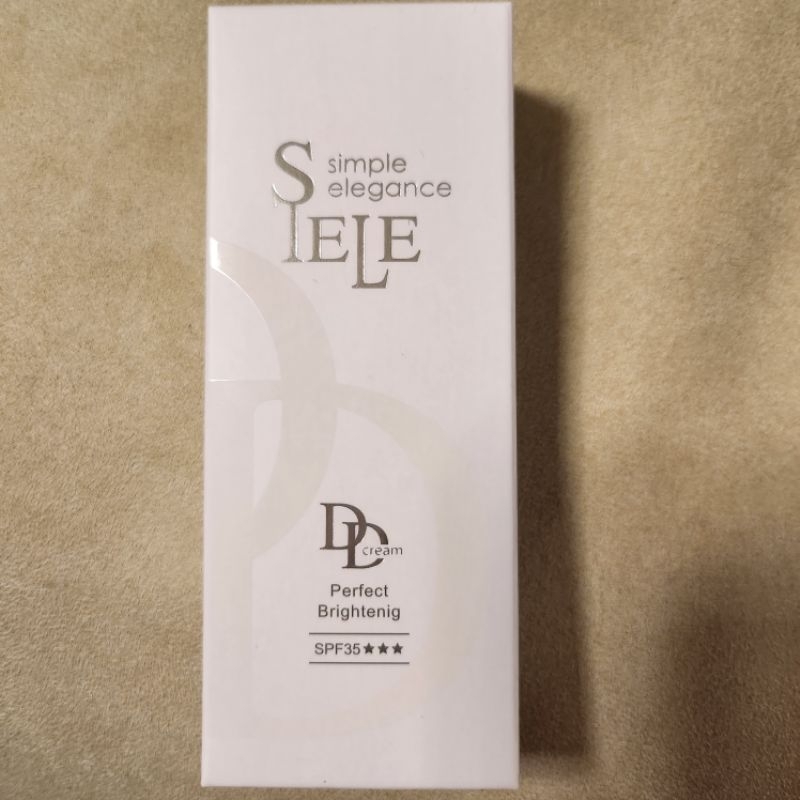 simple
elegance
SIELE
DD cream
Perfect
Brightenig
SPF35★★★